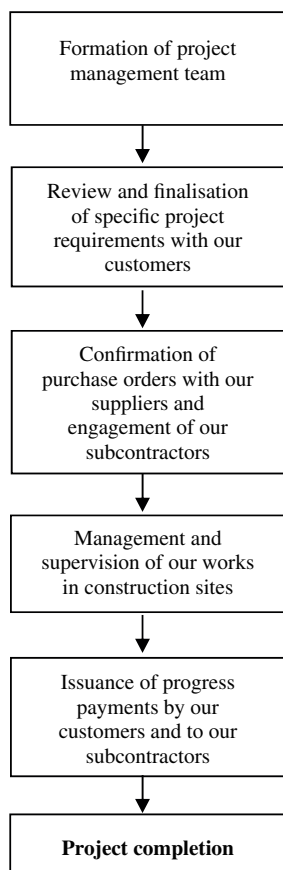 Formation of project
management team
Review and finalisation
of specific project
requirements with our
customers
Confirmation of
purchase orders with our
suppliers and
engagement of our
subcontractors
Management and
supervision of our works
in construction sites
Issuance of progress
payments by our
customers and to our
subcontractors
Project completion